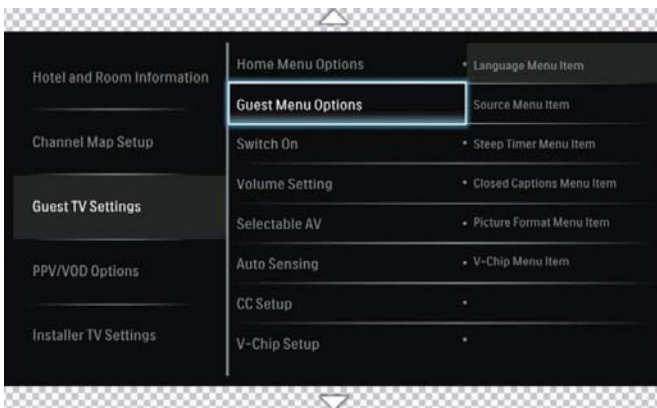 Hotel and Room Information
Channel Map Setup
Guest TV Settings
PPV/VOD Options
Installer TV Settings
Home Menu Options
Guest Menu Options
Switch On
Volume Setting
Selectable AV
Auto Sensing
CC Setup
V-Chip Setup
• Language Menu Item
Source Menu Item
• Steep Timer Menu Item
• Closed Captions Menu Item
• Picture Format Menu Item
• V-Chip Menu Item
•
•